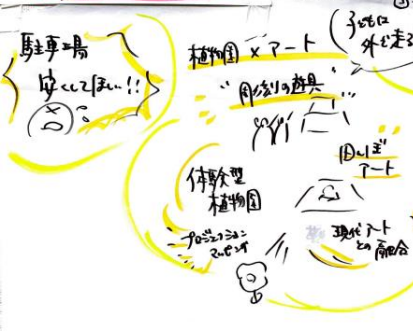 駐車場
安くしてほしい!!
植物園 × アート
子どもに
外で走る
彫刻の遊具
田んぼ
アート
体験型
植物園
プロジェクション
マッピング
現代アート
との融合